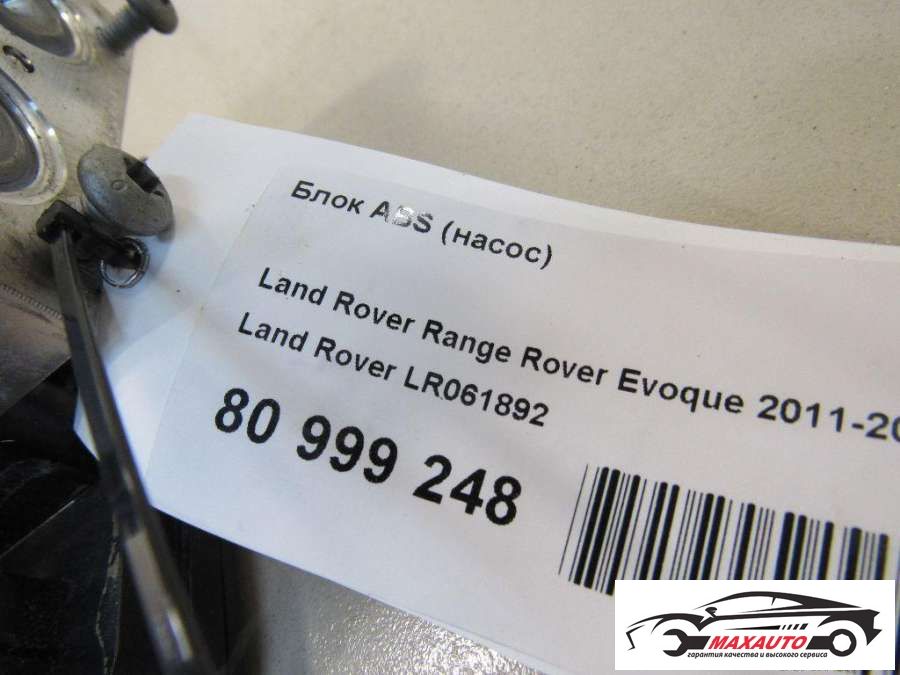 Блок ABS (насос)
Land Rover Range Rover Evoque 2011-20
Land Rover LR061892
80 999 248
MAXAUTO
гарантия качества и высокого сервиса